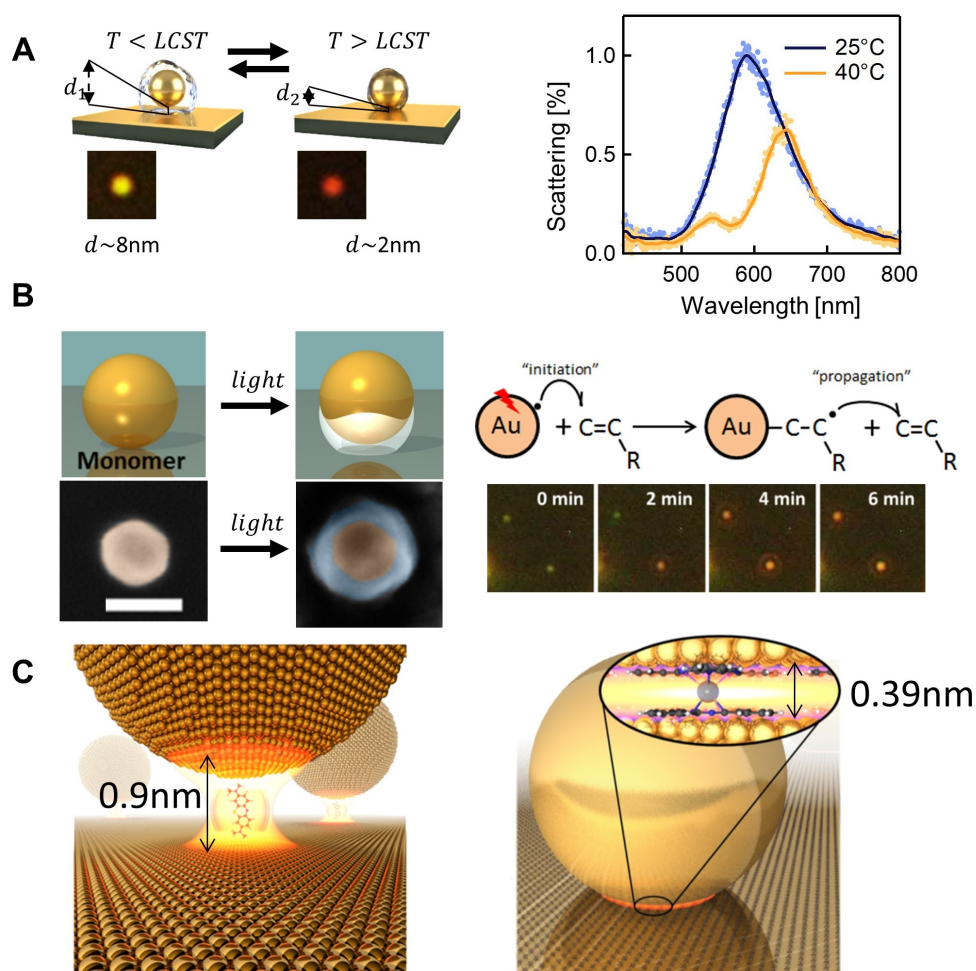 A
T < LCST
T > LCST
d₁
d₂
d~8nm
d~2nm
Scattering [%]
1.0
0.5
0.0
25°C
40°C
500
600
700
800
Wavelength [nm]
B
light
Monomer
light
"initiation"
"propagation"
Au
+ C=C
R
Au
C-C
R
+ C=C
R
0 min
2 min
4 min
6 min
C
0.9nm
0.39nm